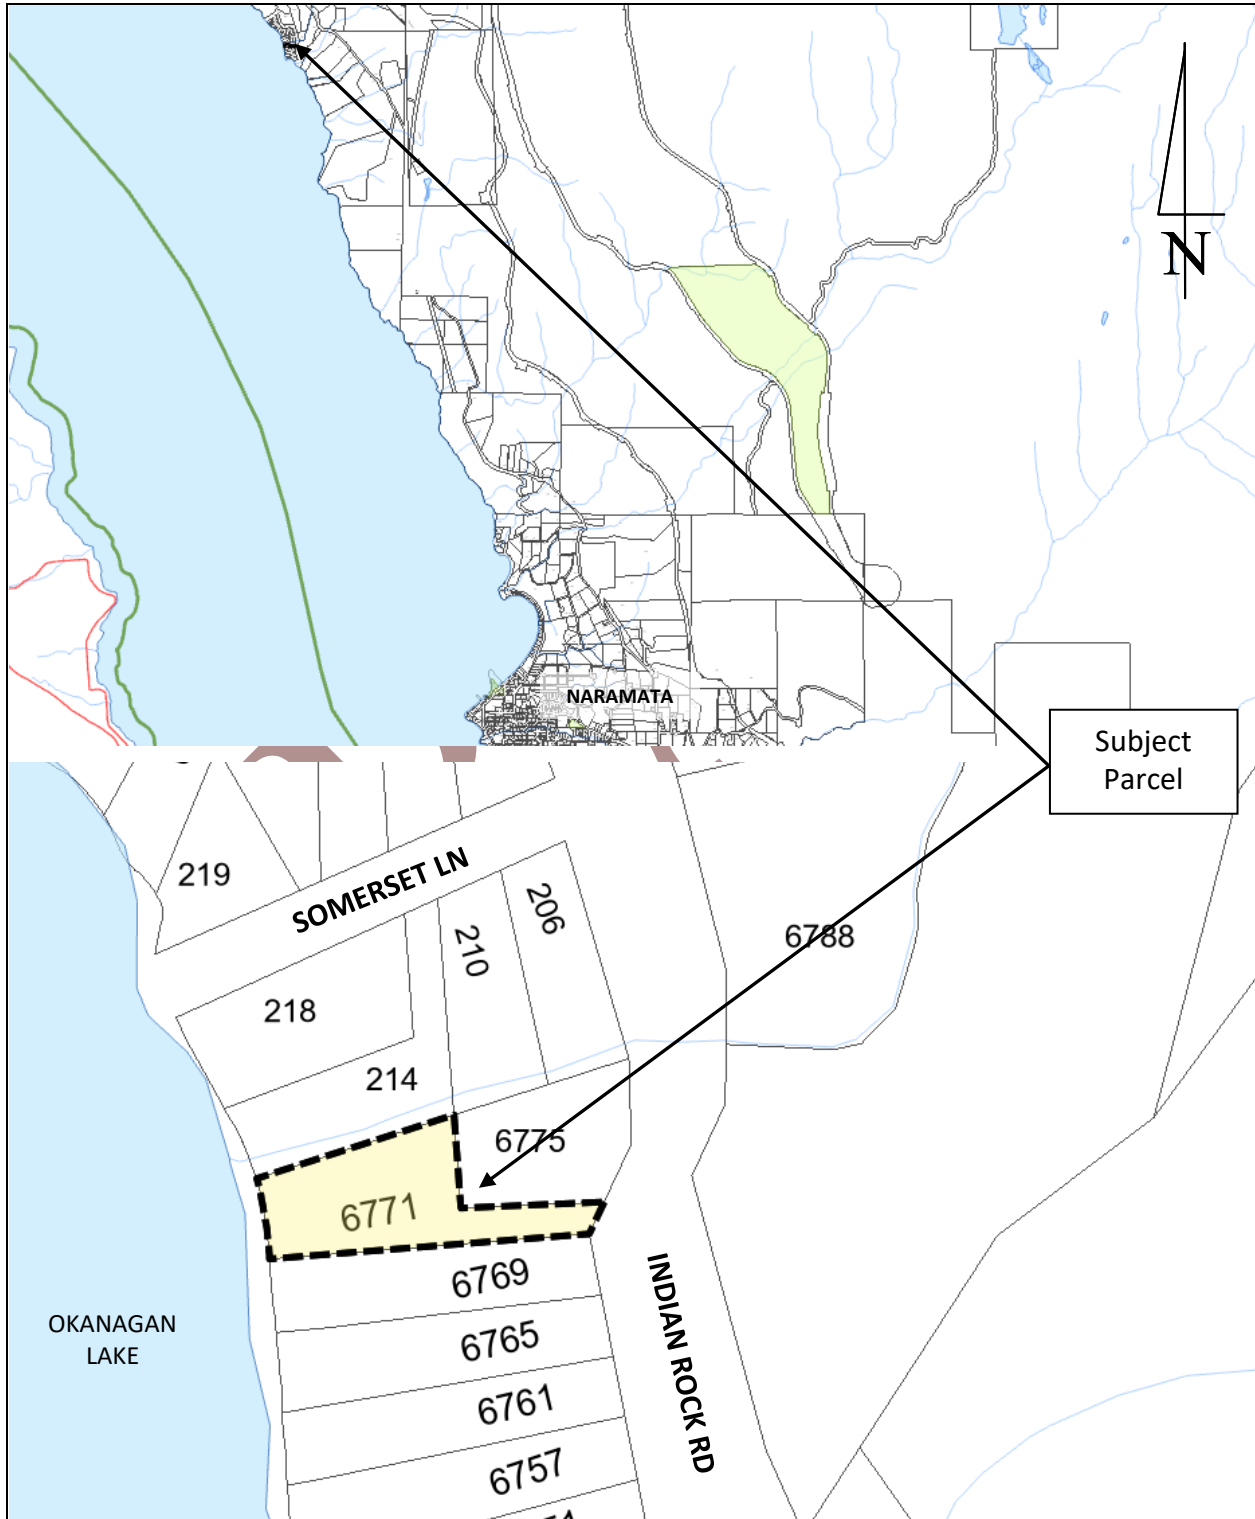 N
NARAMATA
Subject
Parcel
219
SOMERSET LN
206
210
6788
218
214
6775
6771
6769
OKANAGAN
LAKE
6765
INDIAN ROCK RD
6761
6757